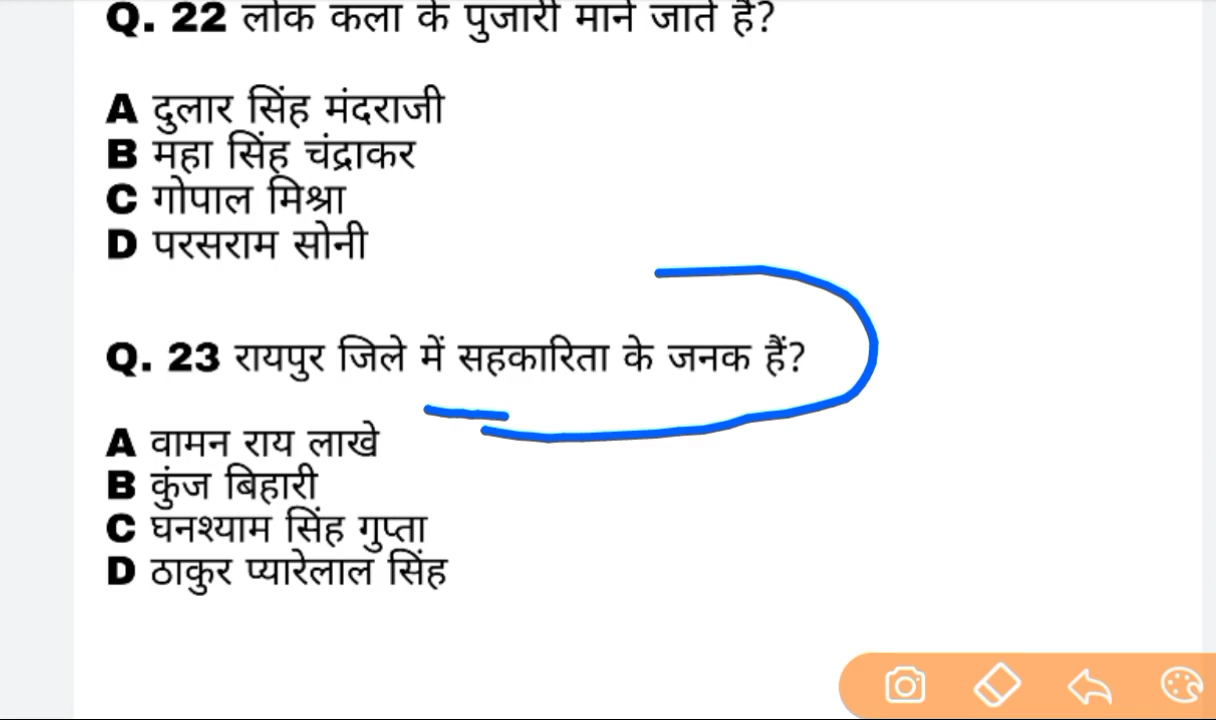 Q. 22 लोक कला के पुजारी माने जाते हैं?
A दुलार सिंह मंदराजी
B महा सिंह चंद्राकर
C गोपाल मिश्रा
D परसराम सोनी
Q. 23 रायपुर जिले में सहकारिता के जनक हैं?
A वामन राय लाखे
B कुंज बिहारी
C घनश्याम सिंह गुप्ता
D ठाकुर प्यारेलाल सिंह